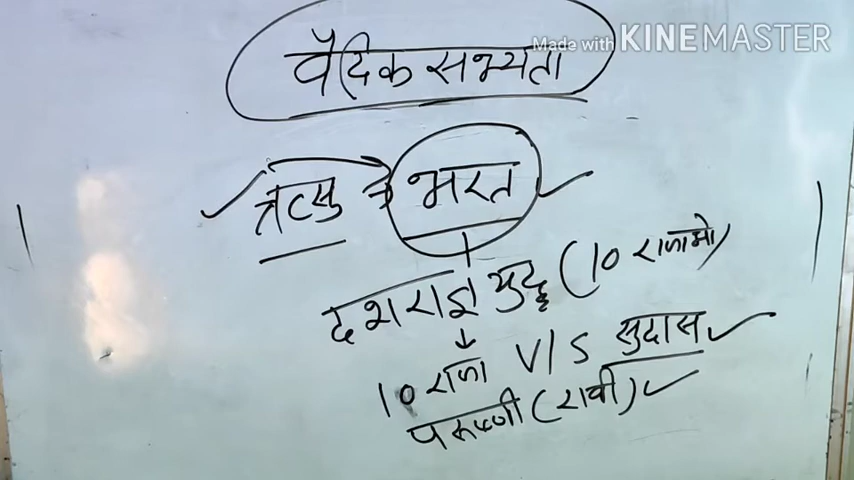 Made with KINEMASTER
वैदिक सभ्यता
त्रत्सु → भरत
दशराज्ञ युद्ध (10 राजाओ)
10 राजा V/S सुदास
परुष्णी (रावी)